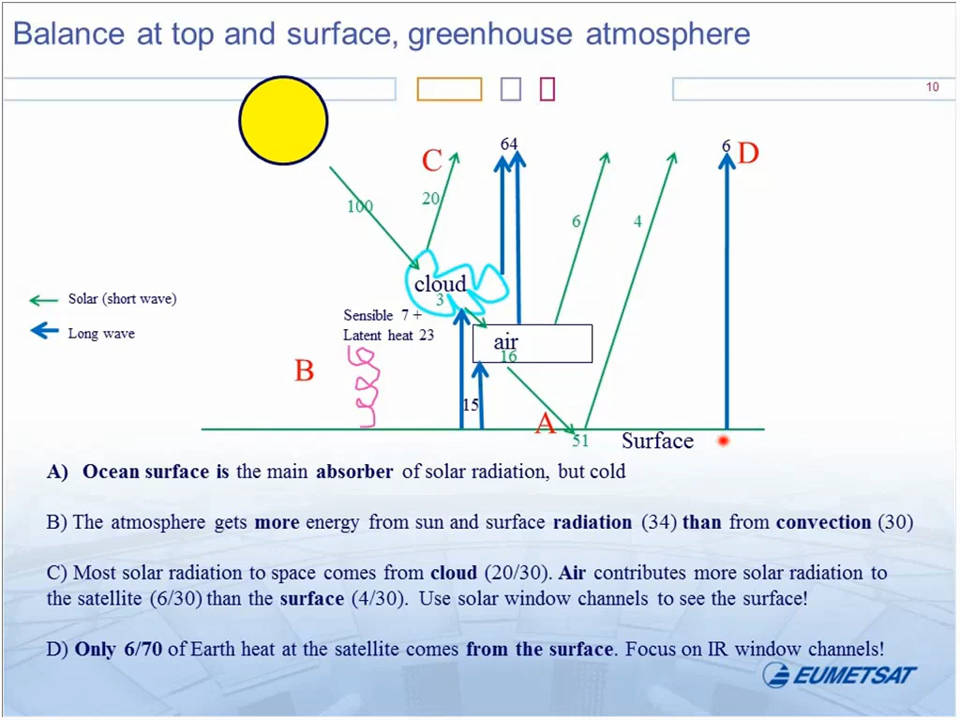 Balance at top and surface, greenhouse atmosphere
10
C
64
6
D
100
20
6
4
cloud
3
Solar (short wave)
Long wave
Sensible 7 +
Latent heat 23
air
16
B
15
A
51
Surface
A) Ocean surface is the main absorber of solar radiation, but cold
B) The atmosphere gets more energy from sun and surface radiation (34) than from convection (30)
C) Most solar radiation to space comes from cloud (20/30). Air contributes more solar radiation to
the satellite (6/30) than the surface (4/30). Use solar window channels to see the surface!
D) Only 6/70 of Earth heat at the satellite comes from the surface. Focus on IR window channels!
EUMETSAT